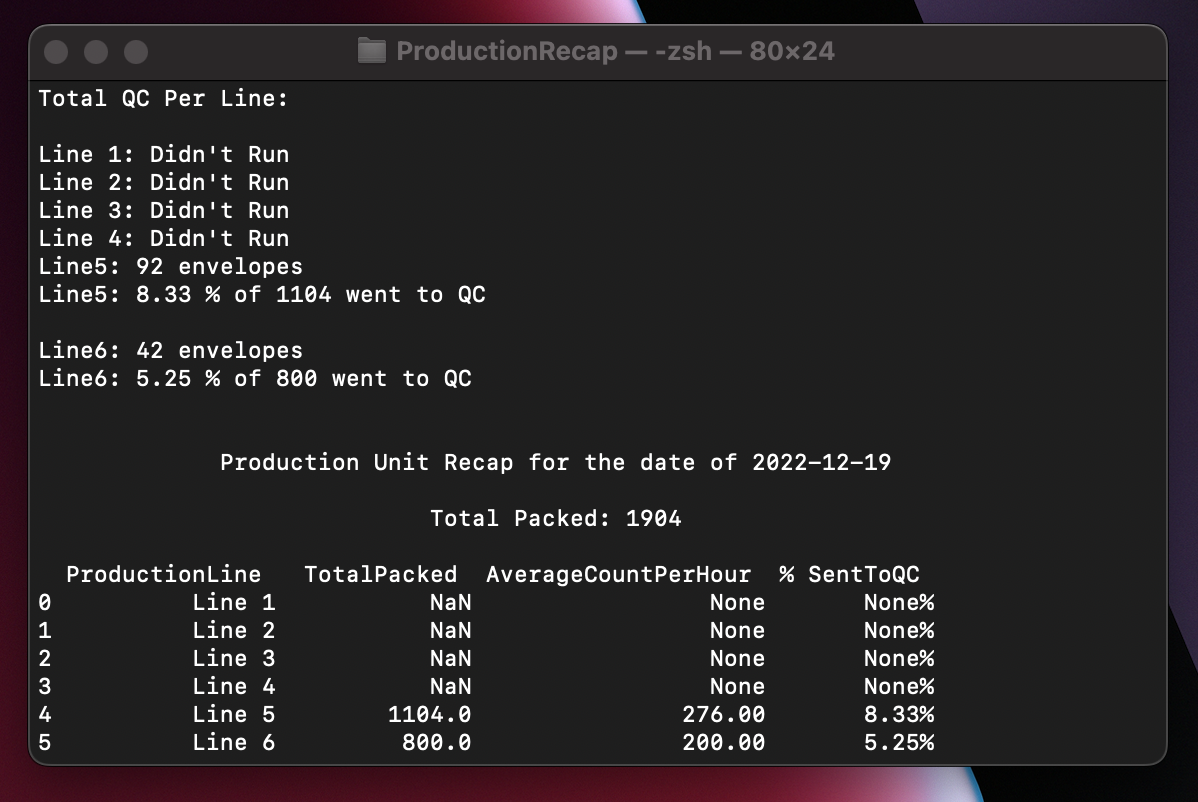 ProductionRecap — -zsh — 80×24
Total QC Per Line:
Line 1: Didn't Run
Line 2: Didn't Run
Line 3: Didn't Run
Line 4: Didn't Run
Line5: 92 envelopes
Line5: 8.33 % of 1104 went to QC
Line6: 42 envelopes
Line6: 5.25 % of 800 went to QC
Production Unit Recap for the date of 2022-12-19
Total Packed: 1904
ProductionLine TotalPacked AverageCountPerHour % SentToQC
0 Line 1 NaN None None%
1 Line 2 NaN None None%
2 Line 3 NaN None None%
3 Line 4 NaN None None%
4 Line 5 1104.0 276.00 8.33%
5 Line 6 800.0 200.00 5.25%